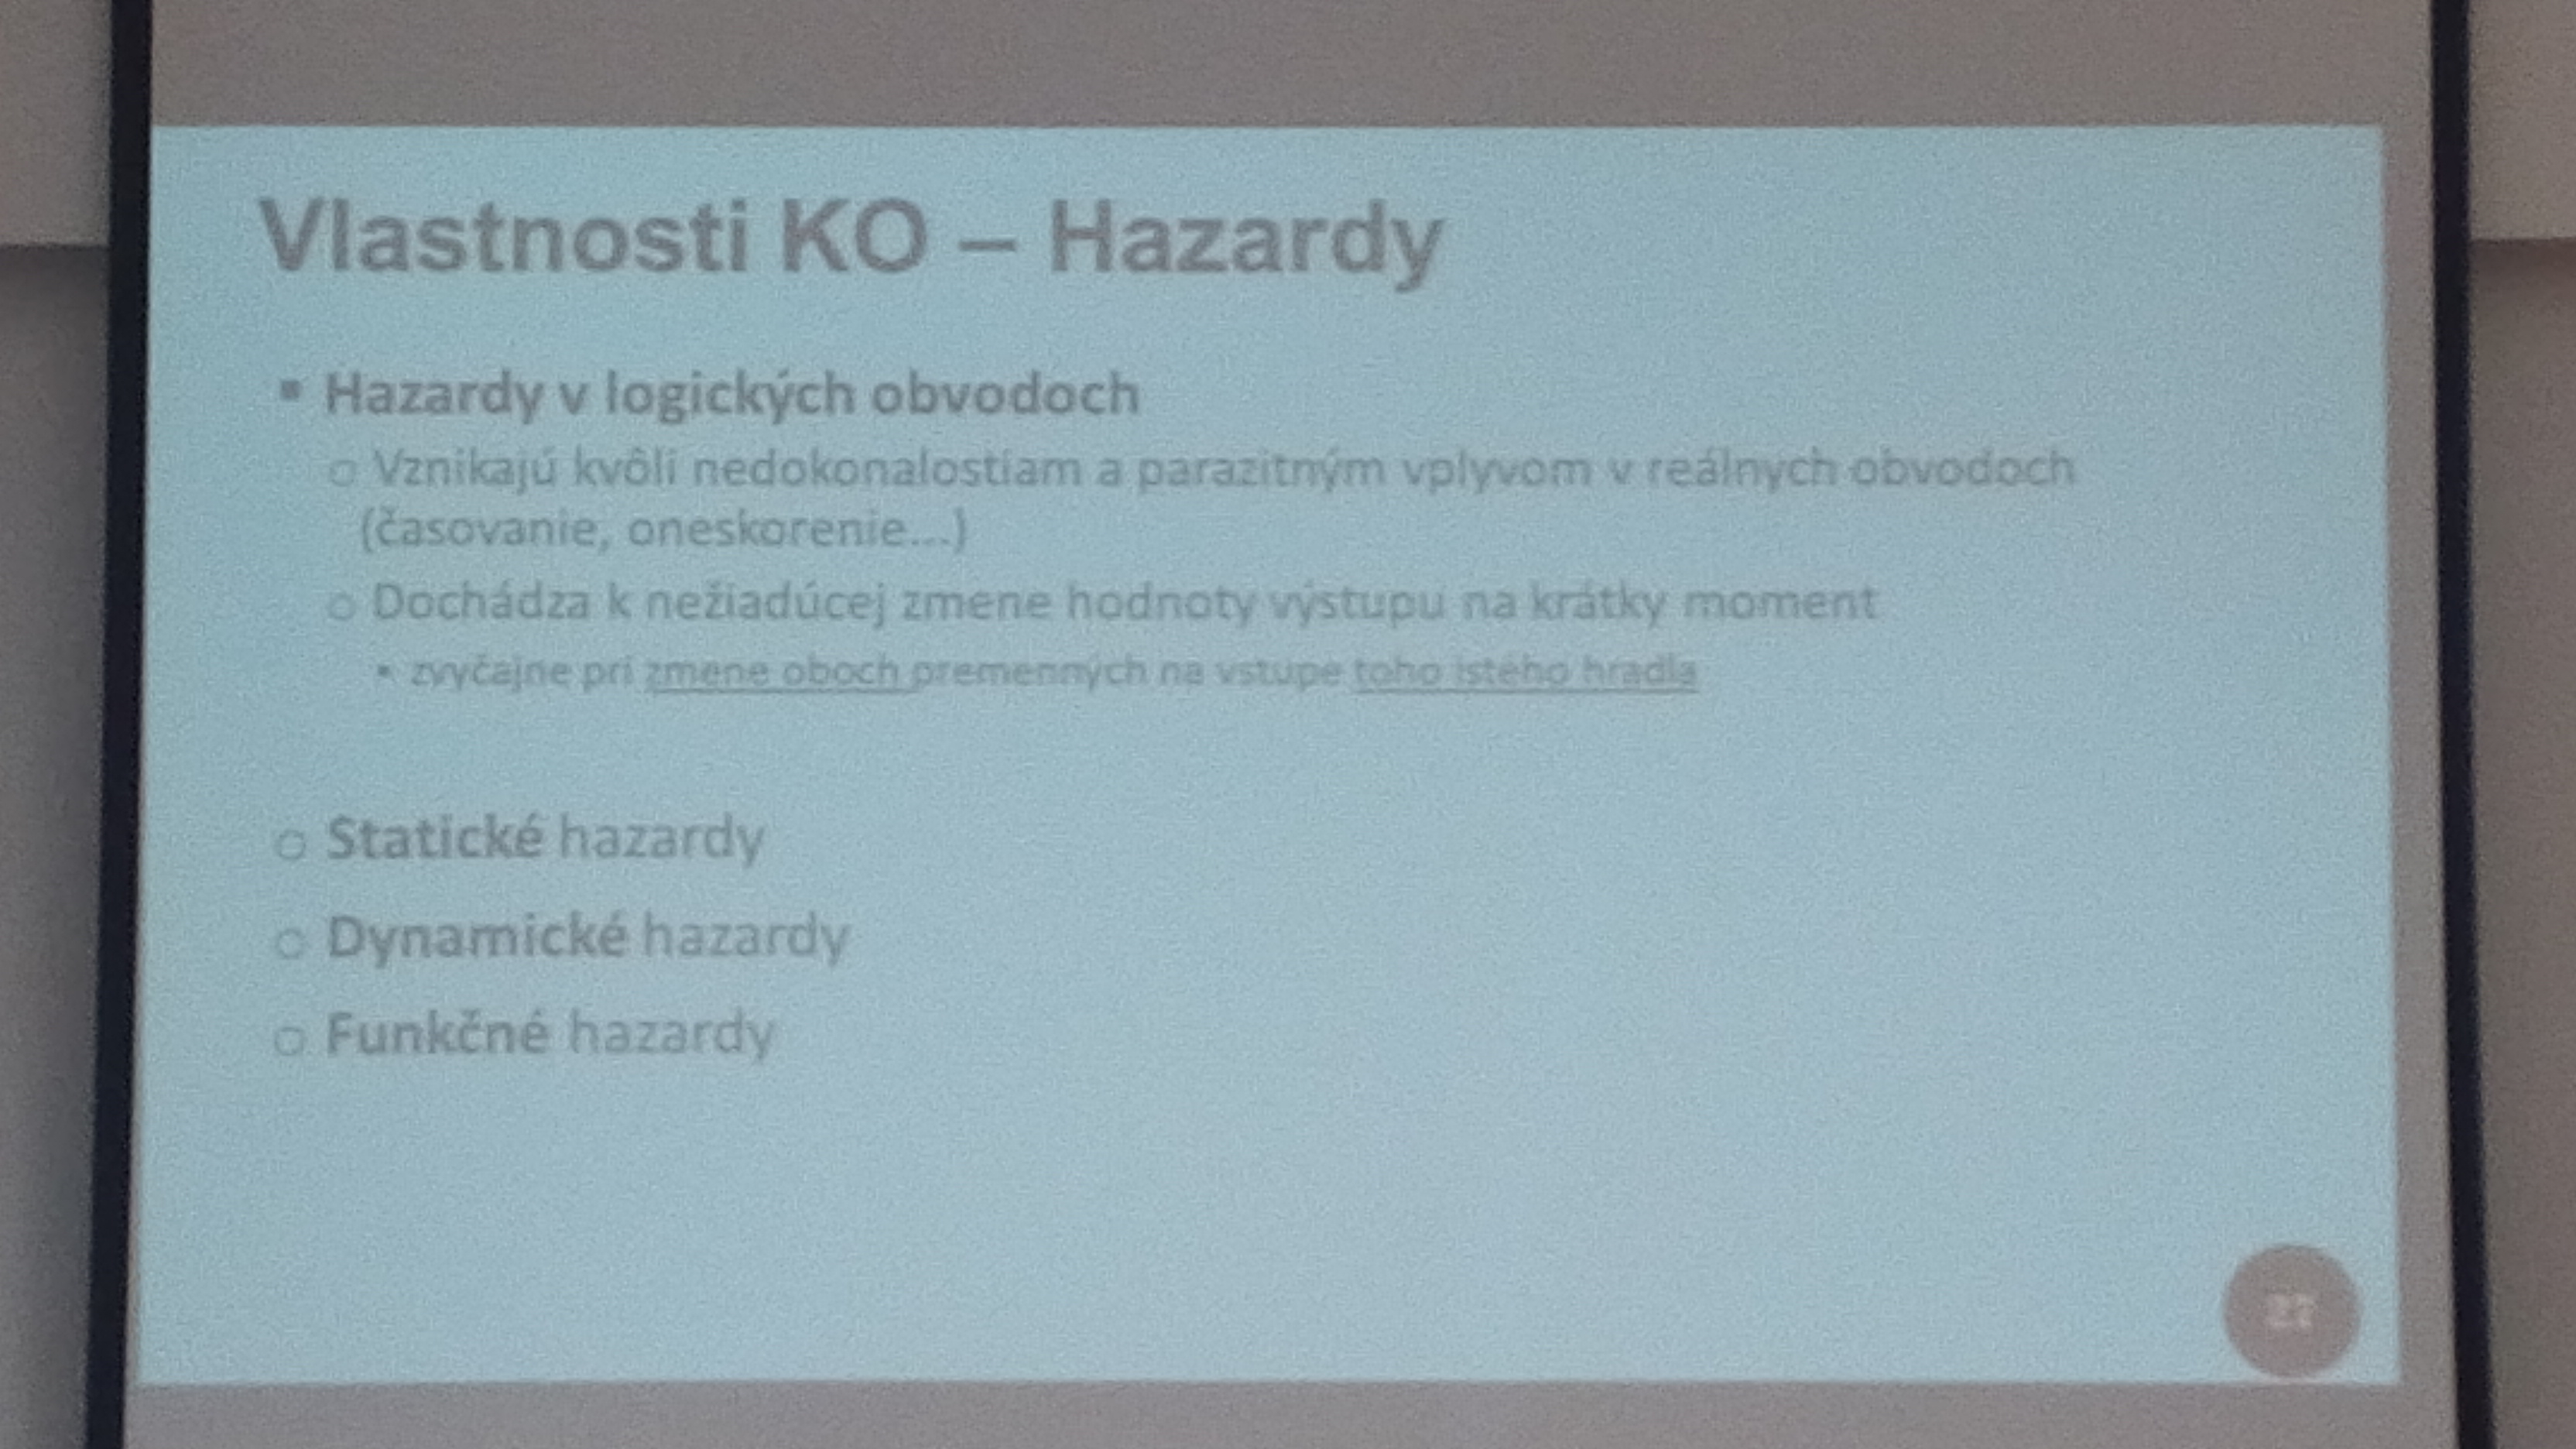 Vlastnosti KO – Hazardy
▪ Hazardy v logických obvodoch
○ Vznikajú kvôli nedokonalostiam a parazitným vplyvom v reálnych obvodoch
(časovanie, oneskorenie...)
○ Dochádza k nežiadúcej zmene hodnoty výstupu na krátky moment
▪ zvyčajne pri zmene oboch premenných na vstupe toho istého hradla
○ Statické hazardy
○ Dynamické hazardy
○ Funkčné hazardy